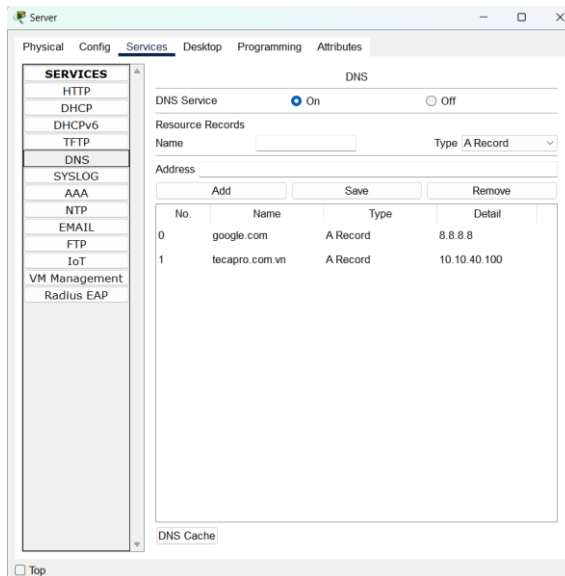 Server
Physical Config Services Desktop Programming Attributes
SERVICES
HTTP
DHCP
DHCPv6
TFTP
DNS
SYSLOG
AAA
NTP
EMAIL
FTP
IoT
VM Management
Radius EAP
DNS
DNS Service On Off
Resource Records
Name Type A Record
Address
Add Save Remove
No. Name Type Detail
0 google.com A Record 8.8.8.8
1 tecapro.com.vn A Record 10.10.40.100
DNS Cache
Top